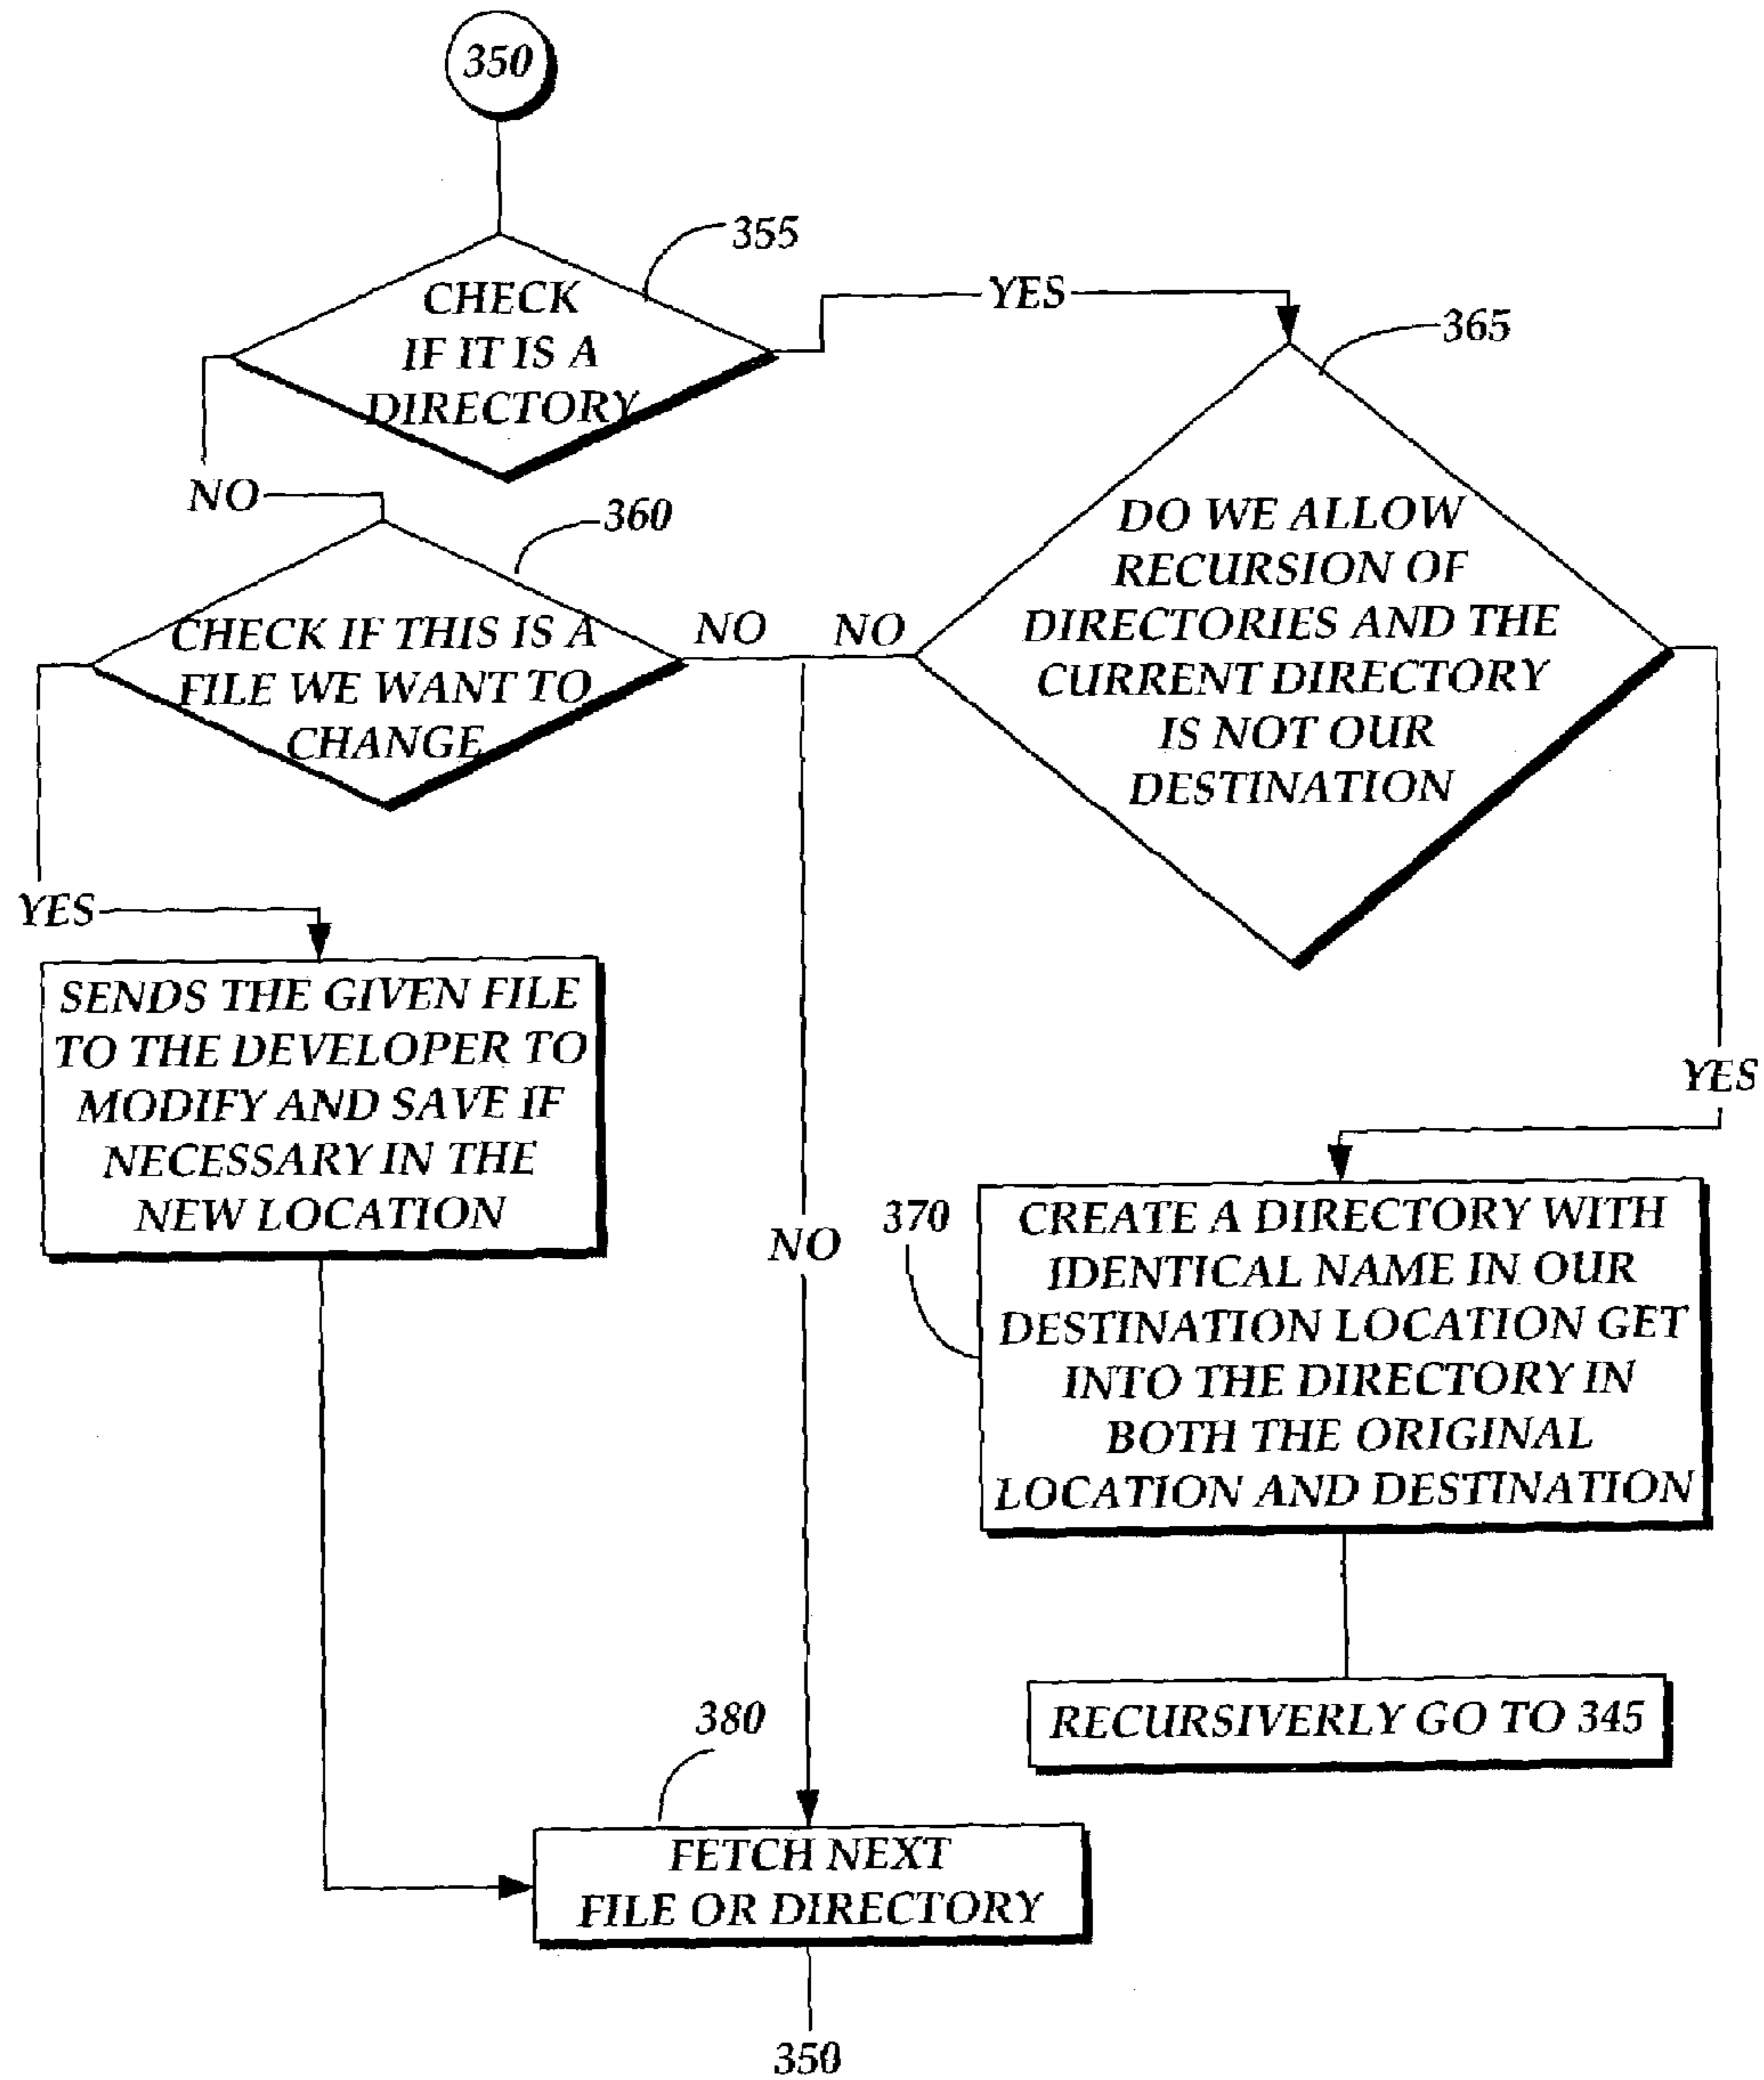 350
355
CHECK
IF IT IS A
DIRECTORY
YES
365
NO
360
CHECK IF THIS IS A
FILE WE WANT TO
CHANGE
NO
NO
DO WE ALLOW
RECURSION OF
DIRECTORIES AND THE
CURRENT DIRECTORY
IS NOT OUR
DESTINATION
YES
SENDS THE GIVEN FILE
TO THE DEVELOPER TO
MODIFY AND SAVE IF
NECESSARY IN THE
NEW LOCATION
YES
NO
370
CREATE A DIRECTORY WITH
IDENTICAL NAME IN OUR
DESTINATION LOCATION GET
INTO THE DIRECTORY IN
BOTH THE ORIGINAL
LOCATION AND DESTINATION
RECURSIVERLY GO TO 345
380
FETCH NEXT
FILE OR DIRECTORY
350